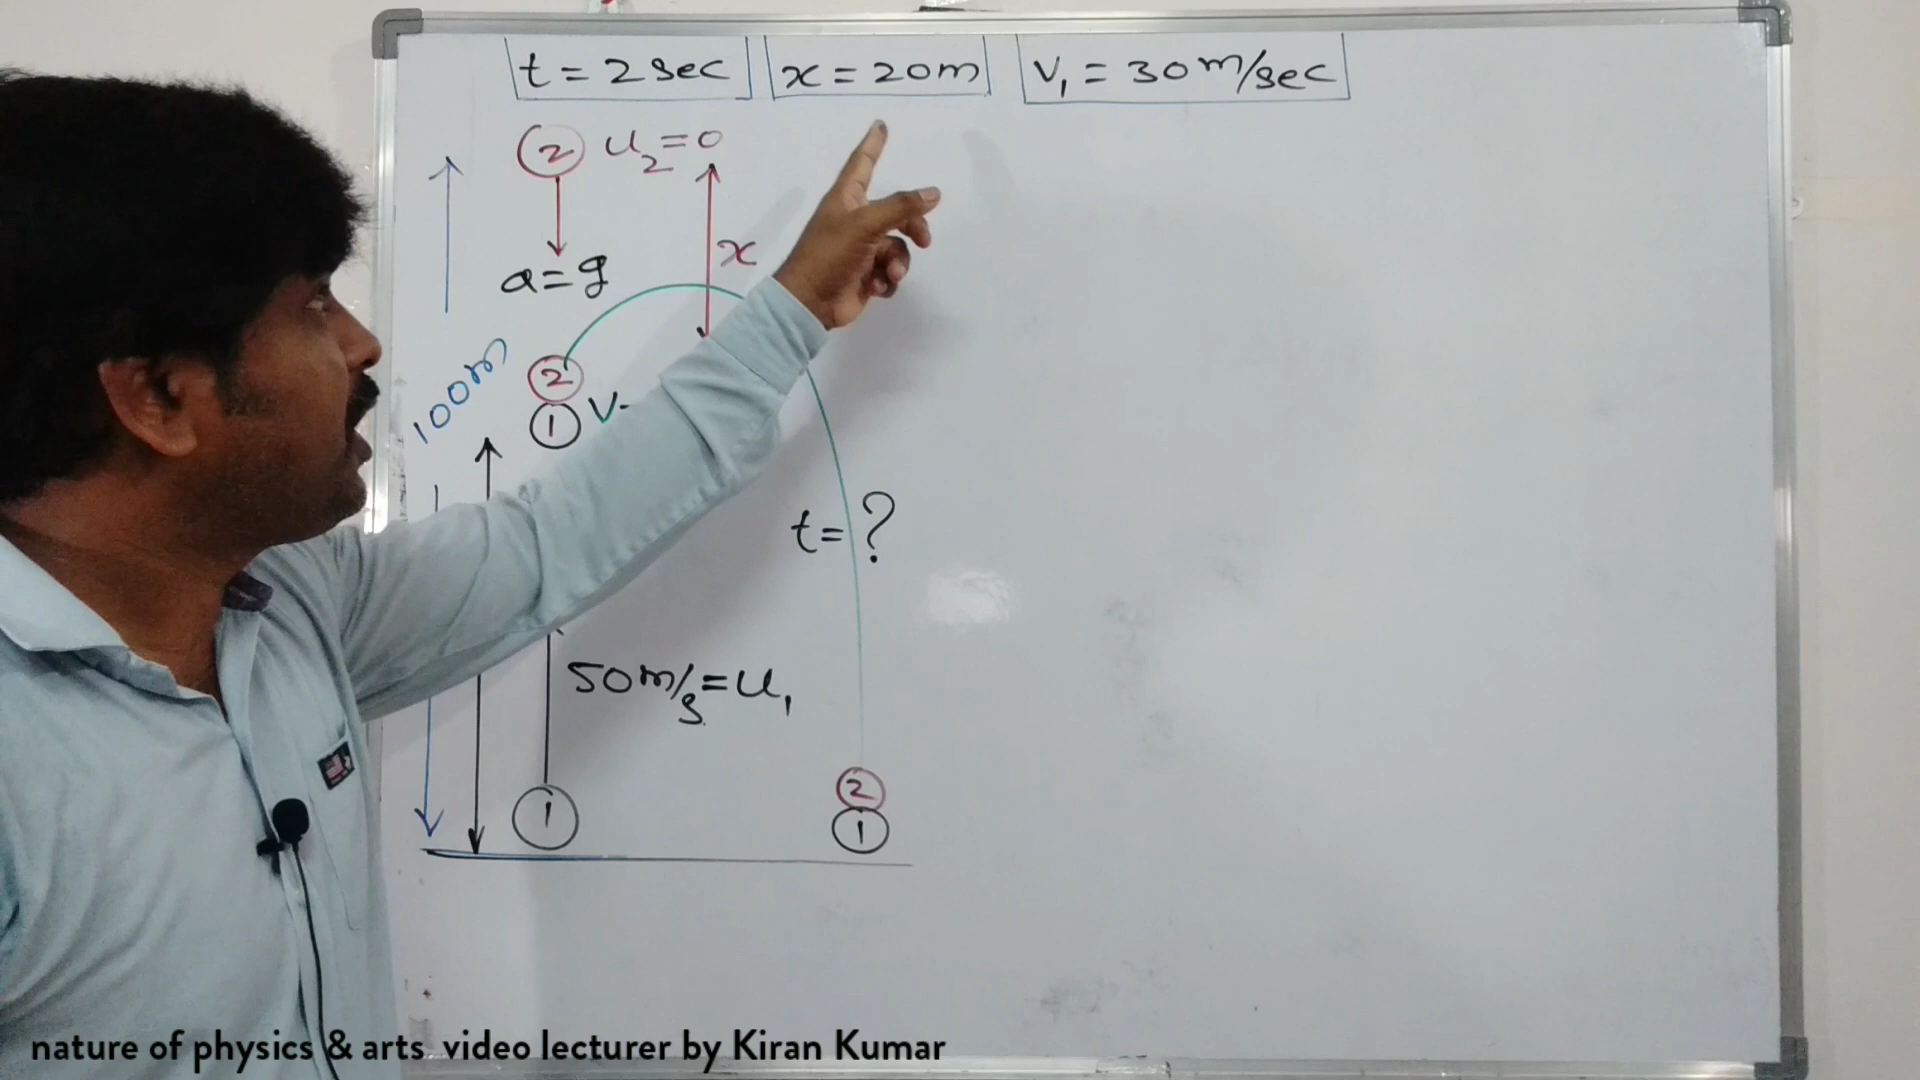 t = 2 sec
x = 20m
V₁ = 30 m/sec
2 u₂ = 0
x
a = g
100m
2
1 V
t = ?
50 m/s = u₁
1
2
1
nature of physics & arts video lecturer by Kiran Kumar